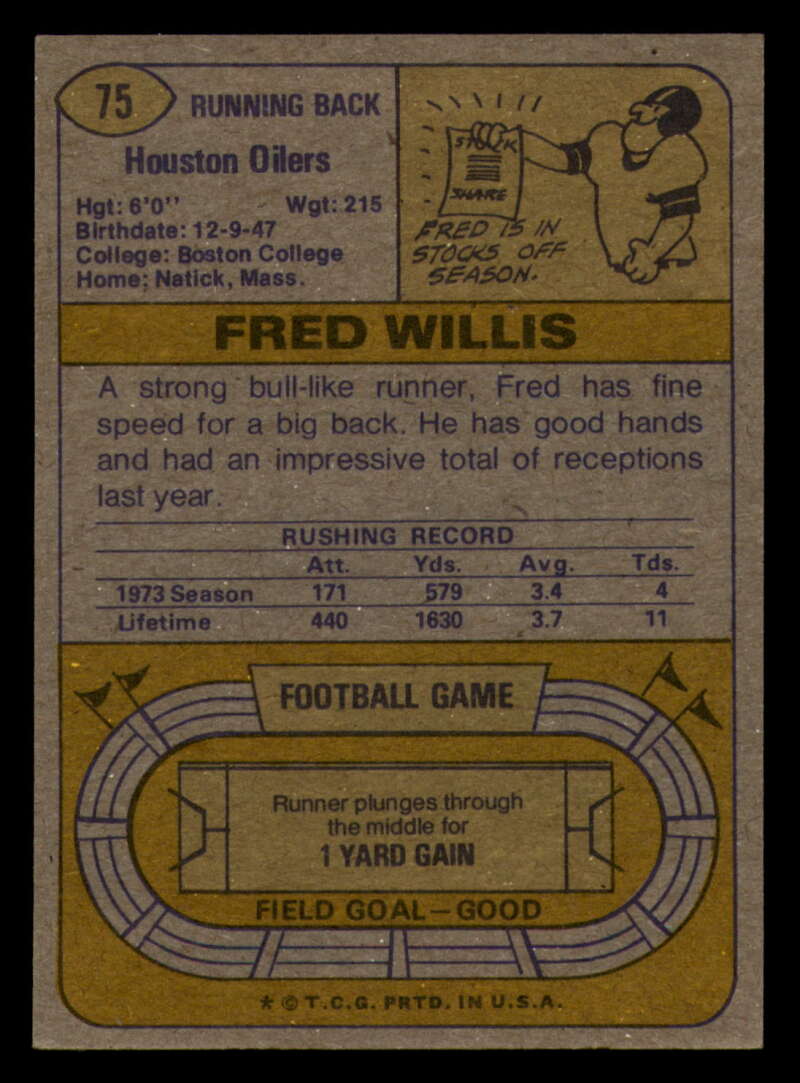 75
RUNNING BACK
Houston Oilers
Hgt: 6'0'' Wgt: 215
Birthdate: 12-9-47
College: Boston College
Home: Natick, Mass.
STOCK
SHARE
FRED IS IN
STOCKS OFF
SEASON.
FRED WILLIS
A strong bull-like runner, Fred has fine
speed for a big back. He has good hands
and had an impressive total of receptions
last year.
RUSHING RECORD
Att. Yds. Avg. Tds.
1973 Season 171 579 3.4 4
Lifetime 440 1630 3.7 11
FOOTBALL GAME
Runner plunges through
the middle for
1 YARD GAIN
FIELD GOAL—GOOD
* © T.C.G. PRTD. IN U.S.A.